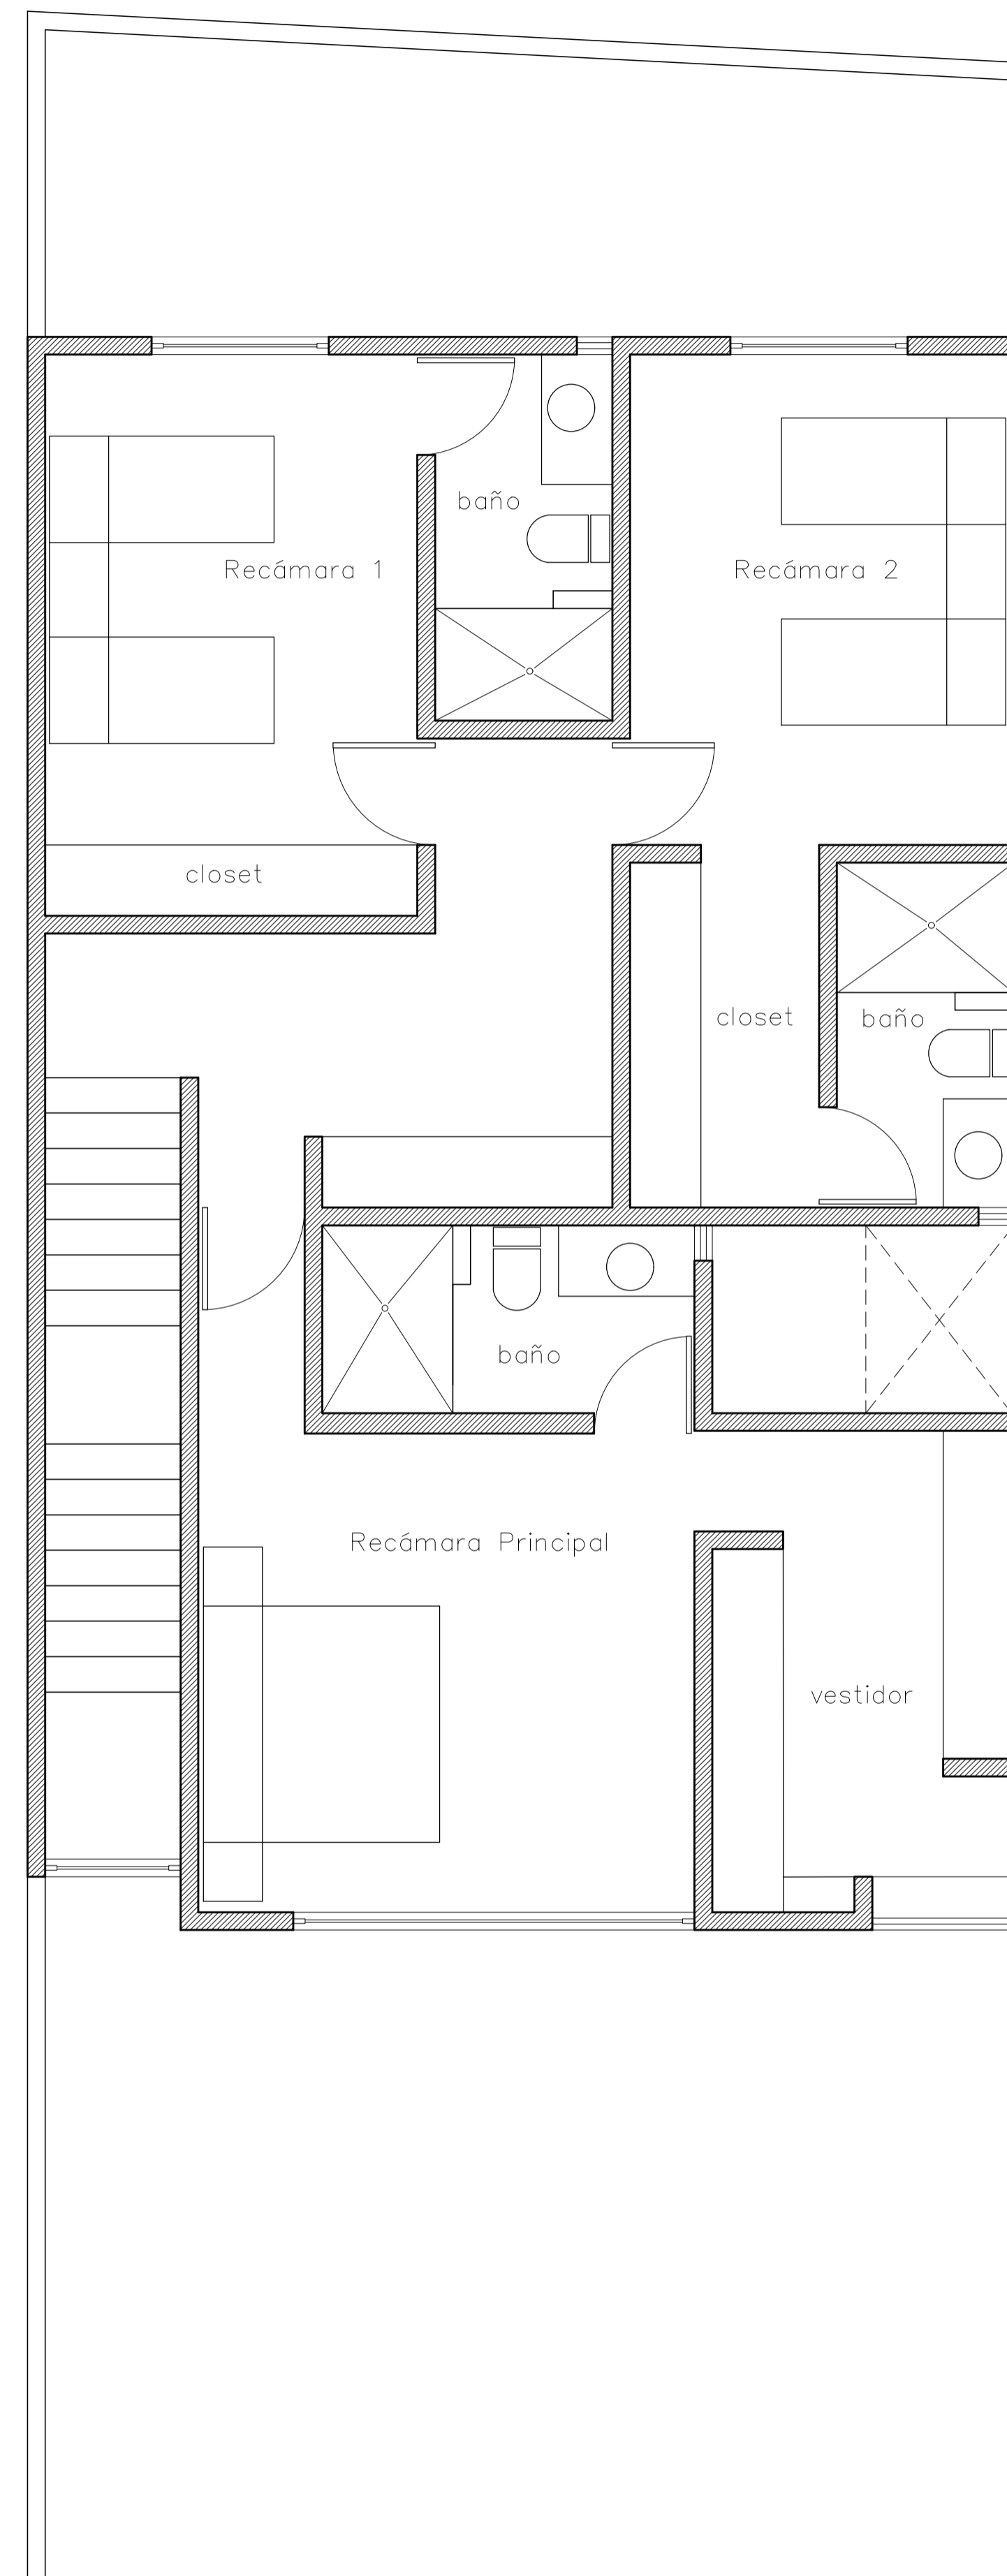 baño
Recámara 1
Recámara 2
closet
closet
baño
baño
Recámara Principal
vestidor